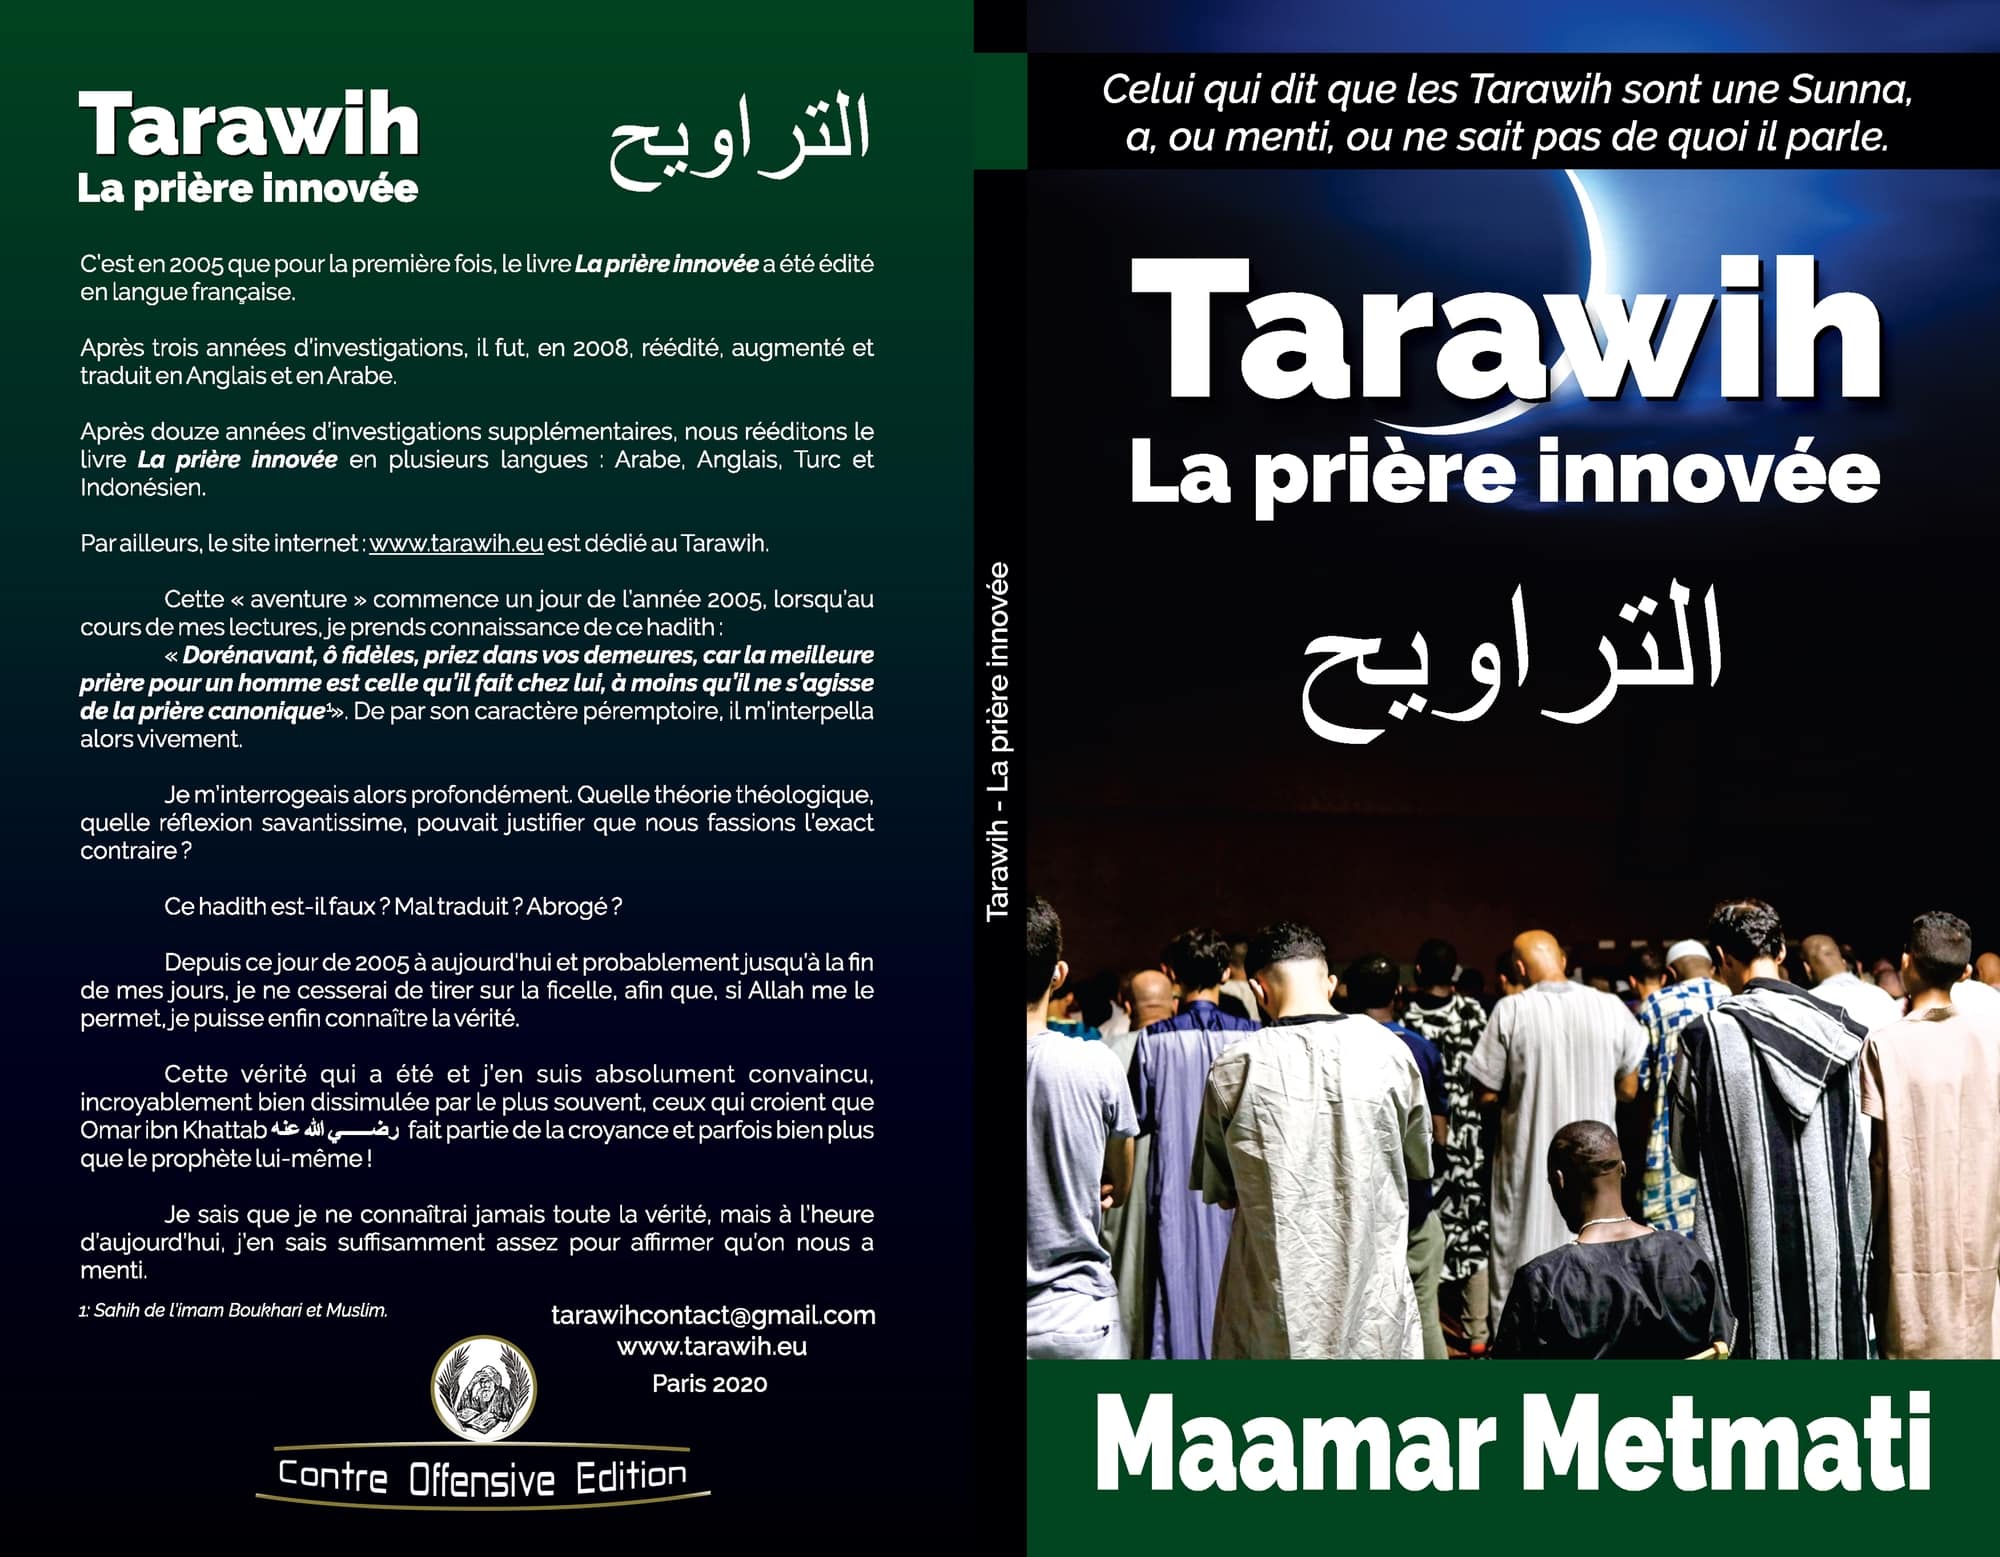 Tarawih
La prière innovée
التراويح
C'est en 2005 que pour la première fois, le livre La prière innovée a été édité
en langue française.
Après trois années d'investigations, il fut, en 2008, réédité, augmenté et
traduit en Anglais et en Arabe.
Après douze années d'investigations supplémentaires, nous rééditons le
livre La prière innovée en plusieurs langues : Arabe, Anglais, Turc et
Indonésien.
Par ailleurs, le site internet : www.tarawih.eu est dédié au Tarawih.
Cette « aventure » commence un jour de l'année 2005, lorsqu'au
cours de mes lectures, je prends connaissance de ce hadith :
« Dorénavant, ô fidèles, priez dans vos demeures, car la meilleure
prière pour un homme est celle qu'il fait chez lui, à moins qu'il ne s'agisse
de la prière canonique¹». De par son caractère péremptoire, il m'interpella
alors vivement.
Je m'interrogeais alors profondément. Quelle théorie théologique,
quelle réflexion savantissime, pouvait justifier que nous fassions l'exact
contraire ?
Ce hadith est-il faux ? Mal traduit ? Abrogé ?
Depuis ce jour de 2005 à aujourd'hui et probablement jusqu'à la fin
de mes jours, je ne cesserai de tirer sur la ficelle, afin que, si Allah me le
permet, je puisse enfin connaître la vérité.
Cette vérité qui a été et j'en suis absolument convaincu,
incroyablement bien dissimulée par le plus souvent, ceux qui croient que
Omar ibn Khattab رضي الله عنه fait partie de la croyance et parfois bien plus
que le prophète lui-même !
Je sais que je ne connaîtrai jamais toute la vérité, mais à l'heure
d'aujourd'hui, j'en sais suffisamment assez pour affirmer qu'on nous a
menti.
1: Sahih de l'imam Boukhari et Muslim.
tarawihcontact@gmail.com
www.tarawih.eu
Paris 2020
Contre Offensive Edition
Tarawih - La prière innovée
Celui qui dit que les Tarawih sont une Sunna,
a, ou menti, ou ne sait pas de quoi il parle.
Tarawih
La prière innovée
التراويح
Maamar Metmati